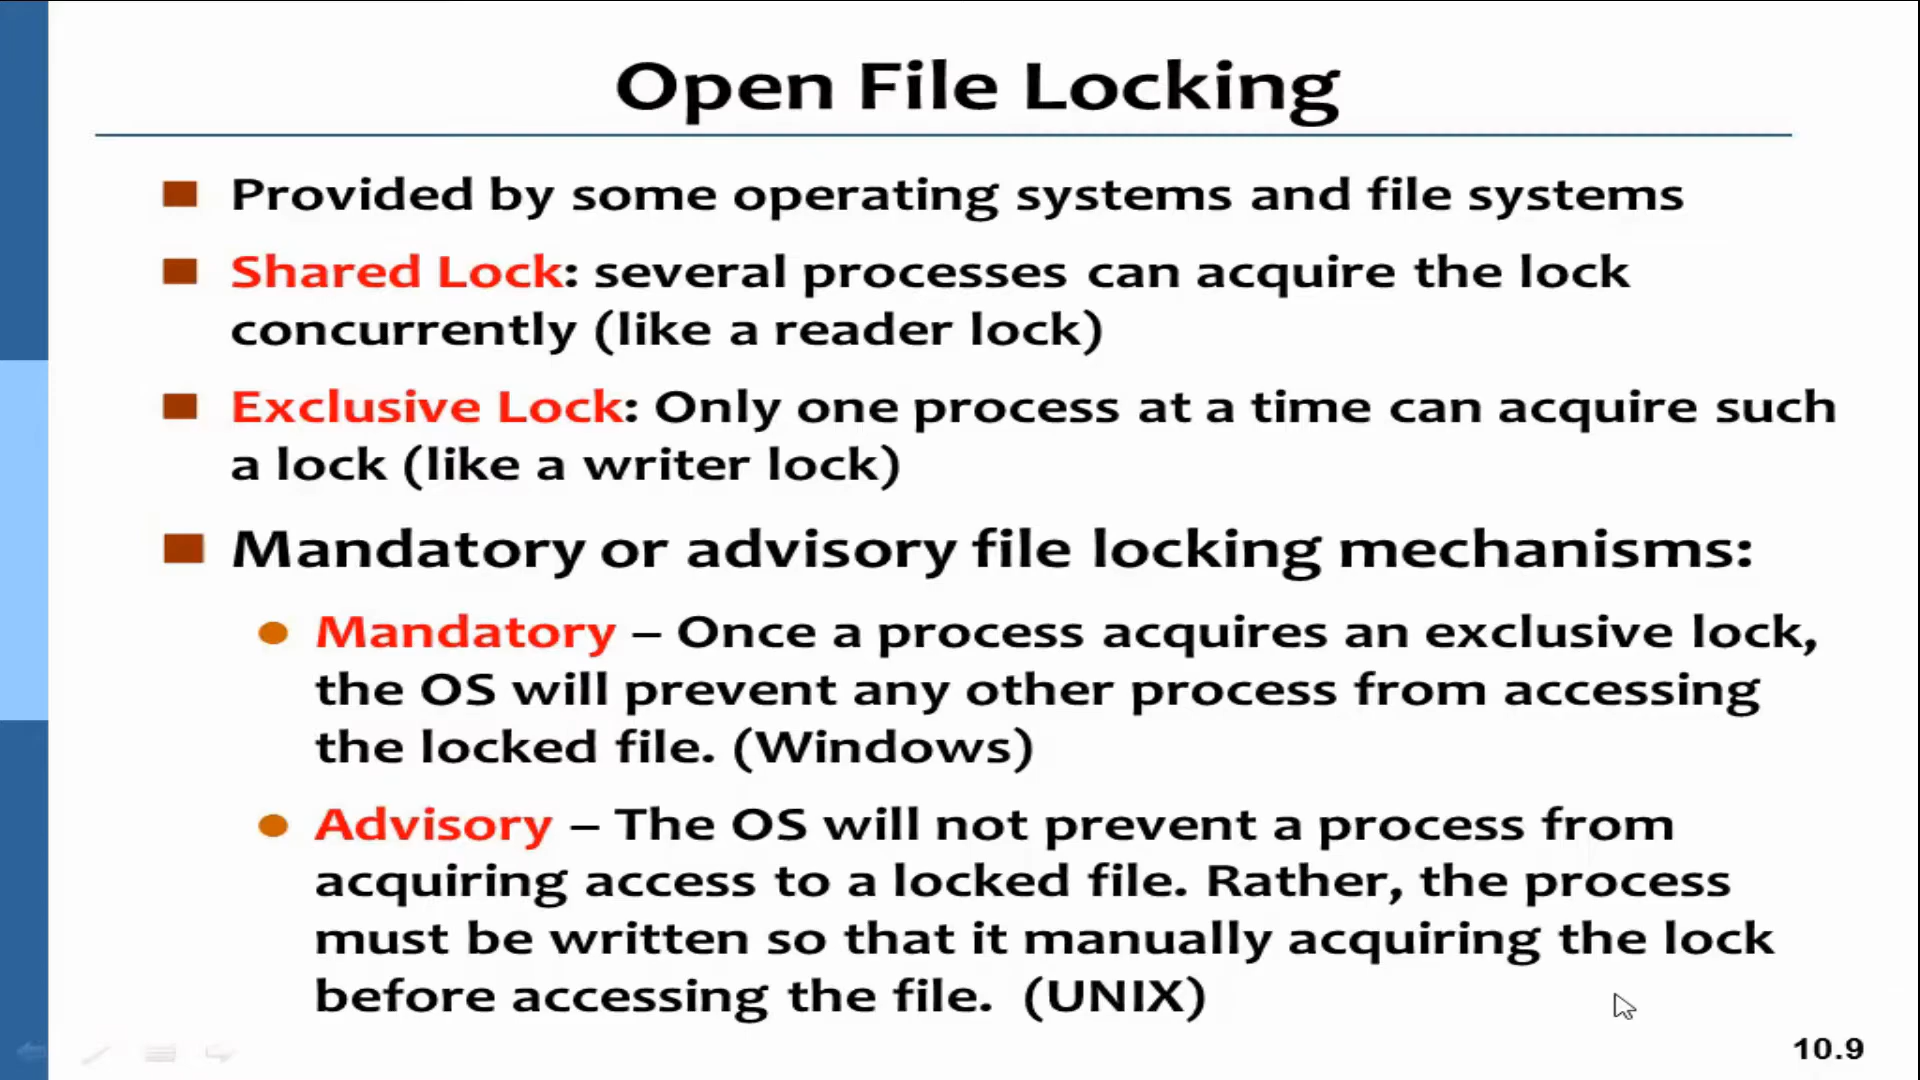 Open File Locking
Provided by some operating systems and file systems
Shared Lock: several processes can acquire the lock
concurrently (like a reader lock)
Exclusive Lock: Only one process at a time can acquire such
a lock (like a writer lock)
Mandatory or advisory file locking mechanisms:
Mandatory – Once a process acquires an exclusive lock,
the OS will prevent any other process from accessing
the locked file. (Windows)
Advisory – The OS will not prevent a process from
acquiring access to a locked file. Rather, the process
must be written so that it manually acquiring the lock
before accessing the file. (UNIX)
10.9